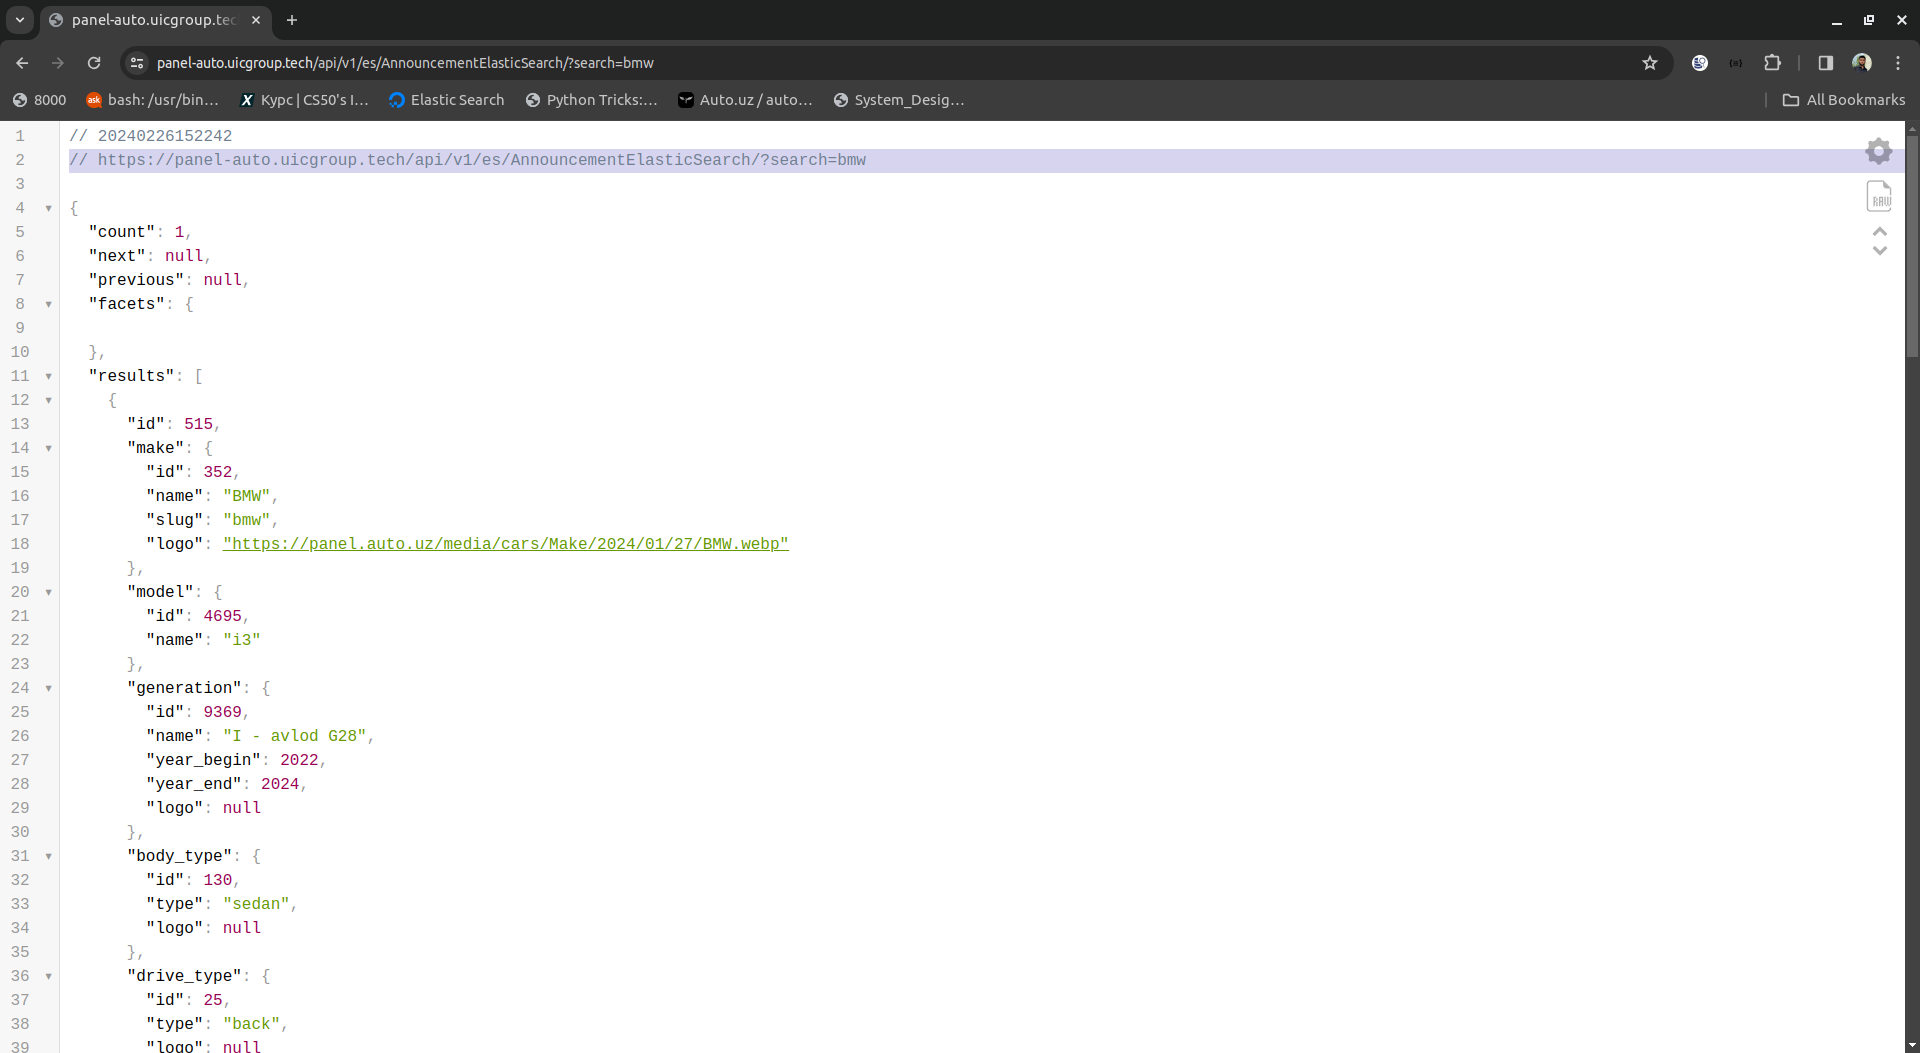 panel-auto.uicgroup.tec
panel-auto.uicgroup.tech/api/v1/es/AnnouncementElasticSearch/?search=bmw
8000 bash: /usr/bin… Курс | CS50's I… Elastic Search Python Tricks:… Auto.uz / auto… System_Desig… All Bookmarks
1 // 20240226152242
2 // https://panel-auto.uicgroup.tech/api/v1/es/AnnouncementElasticSearch/?search=bmw
3
4 {
5 "count": 1,
6 "next": null,
7 "previous": null,
8 "facets": {
9
10 },
11 "results": [
12 {
13 "id": 515,
14 "make": {
15 "id": 352,
16 "name": "BMW",
17 "slug": "bmw",
18 "logo": "https://panel.auto.uz/media/cars/Make/2024/01/27/BMW.webp"
19 },
20 "model": {
21 "id": 4695,
22 "name": "i3"
23 },
24 "generation": {
25 "id": 9369,
26 "name": "I - avlod G28",
27 "year_begin": 2022,
28 "year_end": 2024,
29 "logo": null
30 },
31 "body_type": {
32 "id": 130,
33 "type": "sedan",
34 "logo": null
35 },
36 "drive_type": {
37 "id": 25,
38 "type": "back",
39 "logo": null
RAW